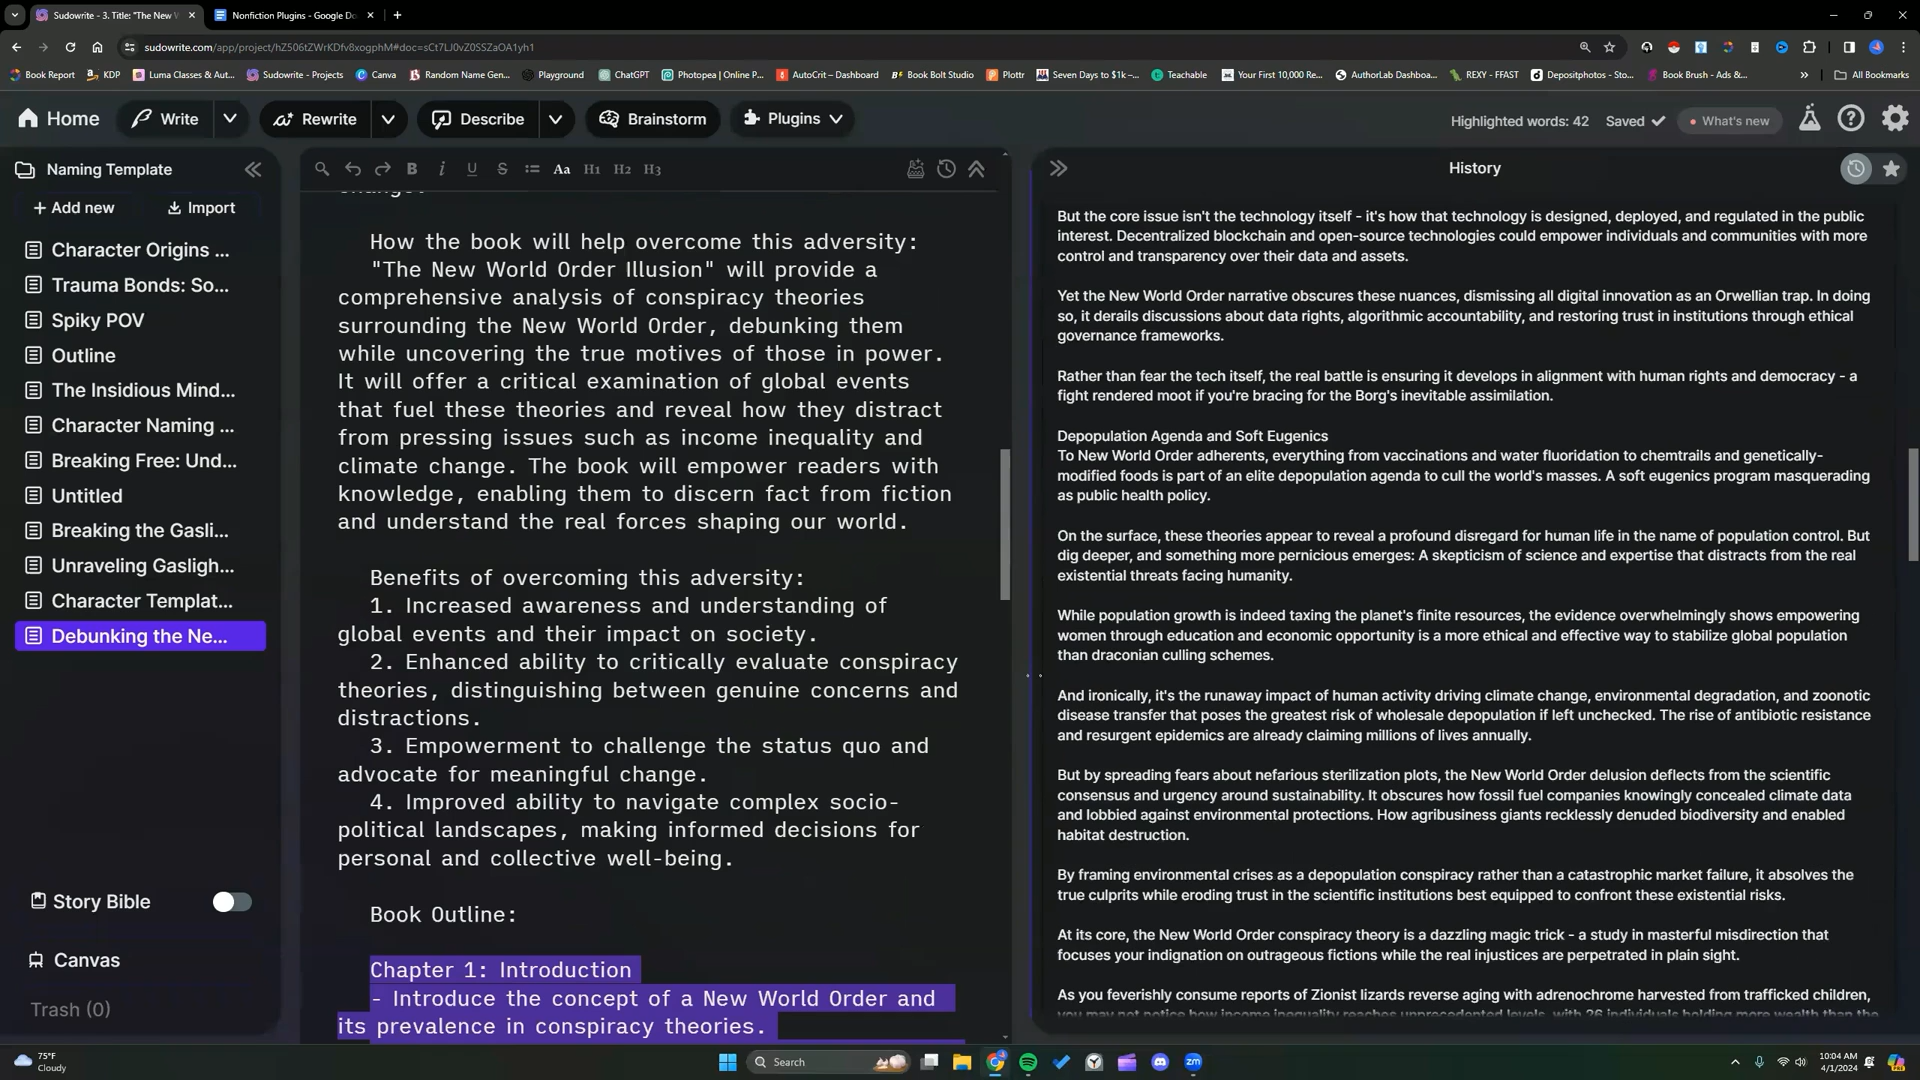 Sudowrite - 3. Title: "The New W
Nonfiction Plugins - Google Do
sudowrite.com/app/project/hZ506tZWrKDfv8xogphM#doc=sCt7LJ0vZ0SSZaOA1yh1
Book Report
KDP
Luma Classes & Aut...
Sudowrite - Projects
Canva
Random Name Gen...
Playground
ChatGPT
Photopea | Online P...
AutoCrit – Dashboard
Book Bolt Studio
Plottr
Seven Days to $1k –...
Teachable
Your First 10,000 Re...
AuthorLab Dashboa...
REXY - FFAST
Depositphotos - Sto...
Book Brush - Ads &...
All Bookmarks
Home
Write
Rewrite
Describe
Brainstorm
Plugins
Highlighted words: 42
Saved
What's new
Naming Template
+ Add new
Import
Character Origins ...
Trauma Bonds: So...
Spiky POV
Outline
The Insidious Mind...
Character Naming ...
Breaking Free: Und...
Untitled
Breaking the Gasli...
Unraveling Gasligh...
Character Templat...
Debunking the Ne...
Story Bible
Canvas
Trash (0)
B i U S Aa H1 H2 H3
change.
How the book will help overcome this adversity:
"The New World Order Illusion" will provide a
comprehensive analysis of conspiracy theories
surrounding the New World Order, debunking them
while uncovering the true motives of those in power.
It will offer a critical examination of global events
that fuel these theories and reveal how they distract
from pressing issues such as income inequality and
climate change. The book will empower readers with
knowledge, enabling them to discern fact from fiction
and understand the real forces shaping our world.
Benefits of overcoming this adversity:
1. Increased awareness and understanding of
global events and their impact on society.
2. Enhanced ability to critically evaluate conspiracy
theories, distinguishing between genuine concerns and
distractions.
3. Empowerment to challenge the status quo and
advocate for meaningful change.
4. Improved ability to navigate complex socio-
political landscapes, making informed decisions for
personal and collective well-being.
Book Outline:
Chapter 1: Introduction
- Introduce the concept of a New World Order and
its prevalence in conspiracy theories.
History
But the core issue isn't the technology itself - it's how that technology is designed, deployed, and regulated in the public
interest. Decentralized blockchain and open-source technologies could empower individuals and communities with more
control and transparency over their data and assets.
Yet the New World Order narrative obscures these nuances, dismissing all digital innovation as an Orwellian trap. In doing
so, it derails discussions about data rights, algorithmic accountability, and restoring trust in institutions through ethical
governance frameworks.
Rather than fear the tech itself, the real battle is ensuring it develops in alignment with human rights and democracy - a
fight rendered moot if you're bracing for the Borg's inevitable assimilation.
Depopulation Agenda and Soft Eugenics
To New World Order adherents, everything from vaccinations and water fluoridation to chemtrails and genetically-
modified foods is part of an elite depopulation agenda to cull the world's masses. A soft eugenics program masquerading
as public health policy.
On the surface, these theories appear to reveal a profound disregard for human life in the name of population control. But
dig deeper, and something more pernicious emerges: A skepticism of science and expertise that distracts from the real
existential threats facing humanity.
While population growth is indeed taxing the planet's finite resources, the evidence overwhelmingly shows empowering
women through education and economic opportunity is a more ethical and effective way to stabilize global population
than draconian culling schemes.
And ironically, it's the runaway impact of human activity driving climate change, environmental degradation, and zoonotic
disease transfer that poses the greatest risk of wholesale depopulation if left unchecked. The rise of antibiotic resistance
and resurgent epidemics are already claiming millions of lives annually.
But by spreading fears about nefarious sterilization plots, the New World Order delusion deflects from the scientific
consensus and urgency around sustainability. It obscures how fossil fuel companies knowingly concealed climate data
and lobbied against environmental protections. How agribusiness giants recklessly denuded biodiversity and enabled
habitat destruction.
By framing environmental crises as a depopulation conspiracy rather than a catastrophic market failure, it absolves the
true culprits while eroding trust in the scientific institutions best equipped to confront these existential risks.
At its core, the New World Order conspiracy theory is a dazzling magic trick - a study in masterful misdirection that
focuses your indignation on outrageous fictions while the real injustices are perpetrated in plain sight.
As you feverishly consume reports of Zionist lizards reverse aging with adrenochrome harvested from trafficked children,
you may not notice how income inequality reaches unprecedented levels, with 26 individuals holding more wealth than the
75°F
Cloudy
Search
10:04 AM
4/1/2024